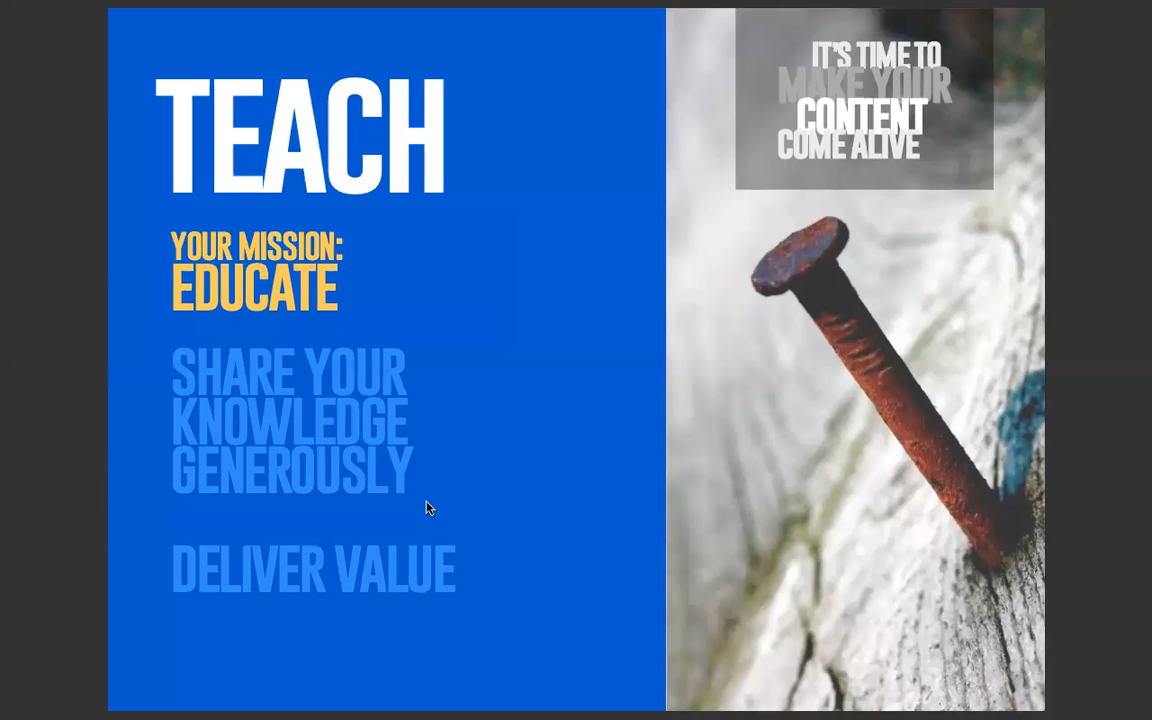 TEACH
YOUR MISSION:
EDUCATE
SHARE YOUR
KNOWLEDGE
GENEROUSLY
DELIVER VALUE
IT'S TIME TO
MAKE YOUR
CONTENT
COME ALIVE